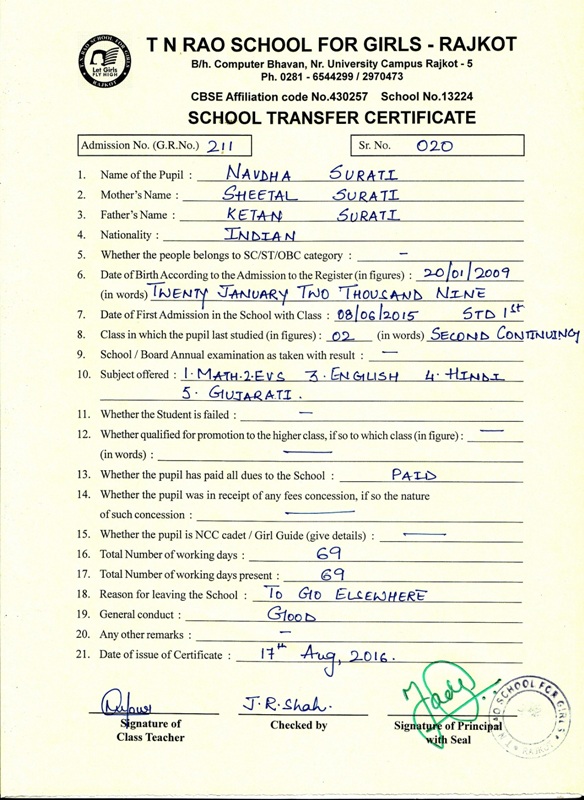 T N RAO SCHOOL FOR GIRLS - RAJKOT
B/h. Computer Bhavan, Nr. University Campus Rajkot - 5
Ph. 0281 - 6544299 / 2970473
CBSE Affiliation code No.430257 School No.13224
SCHOOL TRANSFER CERTIFICATE
T. N. RAO SCHOOL FOR GIRLS
Let Girls
FLY HIGH
RAJKOT
Admission No. (G.R.No.) 211 Sr. No. 020
1. Name of the Pupil : NAVDHA SURATI
2. Mother's Name : SHEETAL SURATI
3. Father's Name : KETAN SURATI
4. Nationality : INDIAN
5. Whether the people belongs to SC/ST/OBC category : —
6. Date of Birth According to the Admission to the Register (in figures) : 20/01/2009
(in words) TWENTY JANUARY TWO THOUSAND NINE
7. Date of First Admission in the School with Class : 08/06/2015 STD 1st
8. Class in which the pupil last studied (in figures) : 02 (in words) SECOND CONTINUING
9. School / Board Annual examination as taken with result : —
10. Subject offered : 1. MATH. 2. EVS 3. ENGLISH 4. HINDI
5. GUJARATI.
11. Whether the Student is failed : —
12. Whether qualified for promotion to the higher class, if so to which class (in figure) : —
(in words) : —
13. Whether the pupil has paid all dues to the School : PAID
14. Whether the pupil was in receipt of any fees concession, if so the nature
of such concession : —
15. Whether the pupil is NCC cadet / Girl Guide (give details) : —
16. Total Number of working days : 69
17. Total Number of working days present : 69
18. Reason for leaving the School : TO GO ELSEWHERE
19. General conduct : GOOD
20. Any other remarks : —
21. Date of issue of Certificate : 17th Aug, 2016.
J.R.Shah.
Signature of Class Teacher
Checked by
Signature of Principal with Seal
T.N. RAO SCHOOL FOR GIRLS
RAJKOT